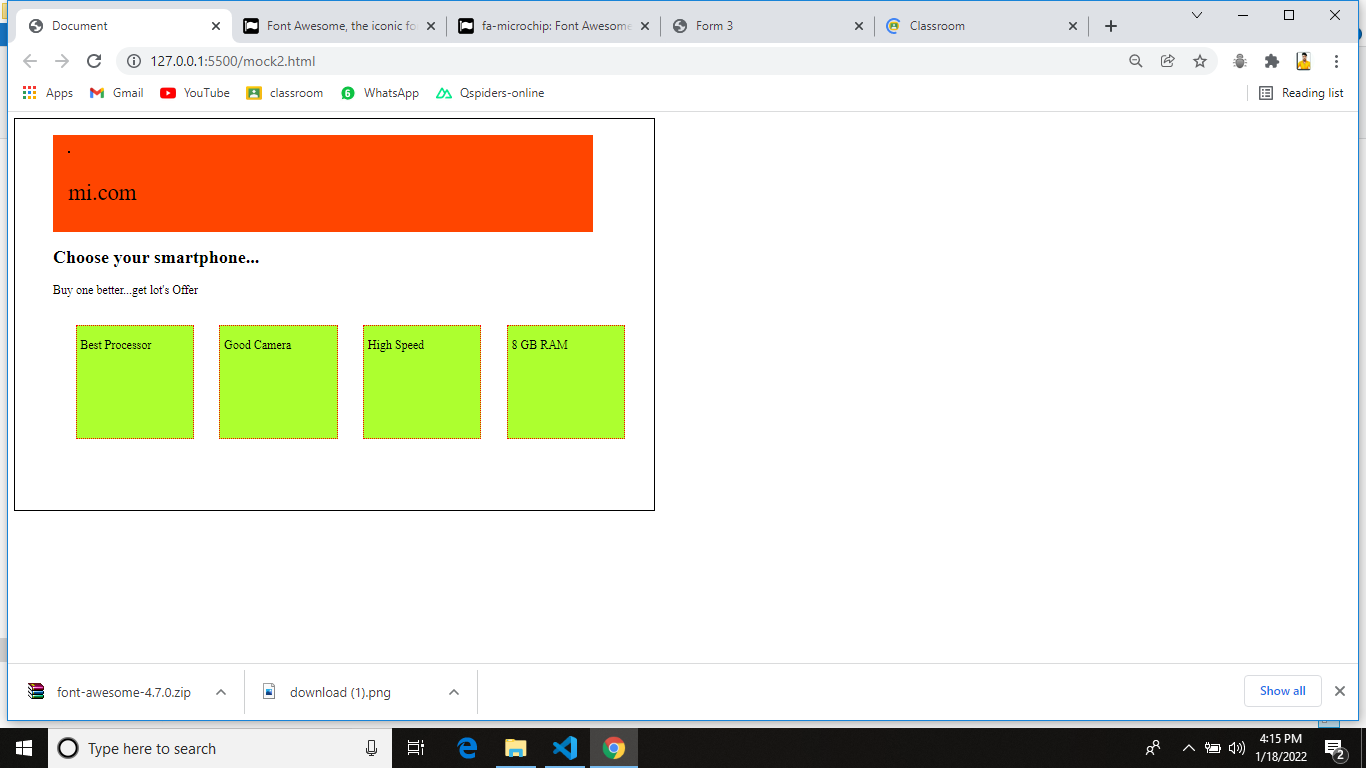 Document
Font Awesome, the iconic fo
fa-microchip: Font Awesome
Form 3
Classroom
127.0.0.1:5500/mock2.html
Apps
Gmail
YouTube
classroom
6
WhatsApp
Qspiders-online
Reading list
.
mi.com
Choose your smartphone...
Buy one better...get lot's Offer
Best Processor
Good Camera
High Speed
8 GB RAM
font-awesome-4.7.0.zip
download (1).png
Show all
Type here to search
4:15 PM
1/18/2022
2